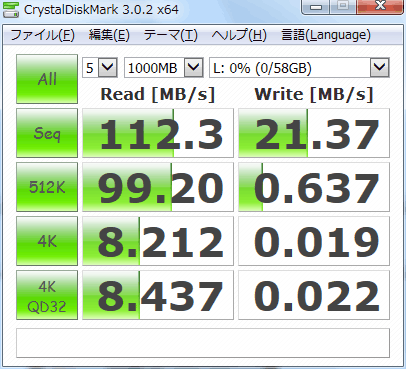 CrystalDiskMark 3.0.2 x64
ファイル(F) 編集(E) テーマ(T) ヘルプ(H) 言語(Language)
All 5 1000MB L: 0% (0/58GB)
Read [MB/s] Write [MB/s]
Seq 112.3 21.37
512K 99.20 0.637
4K 8.212 0.019
4K QD32 8.437 0.022